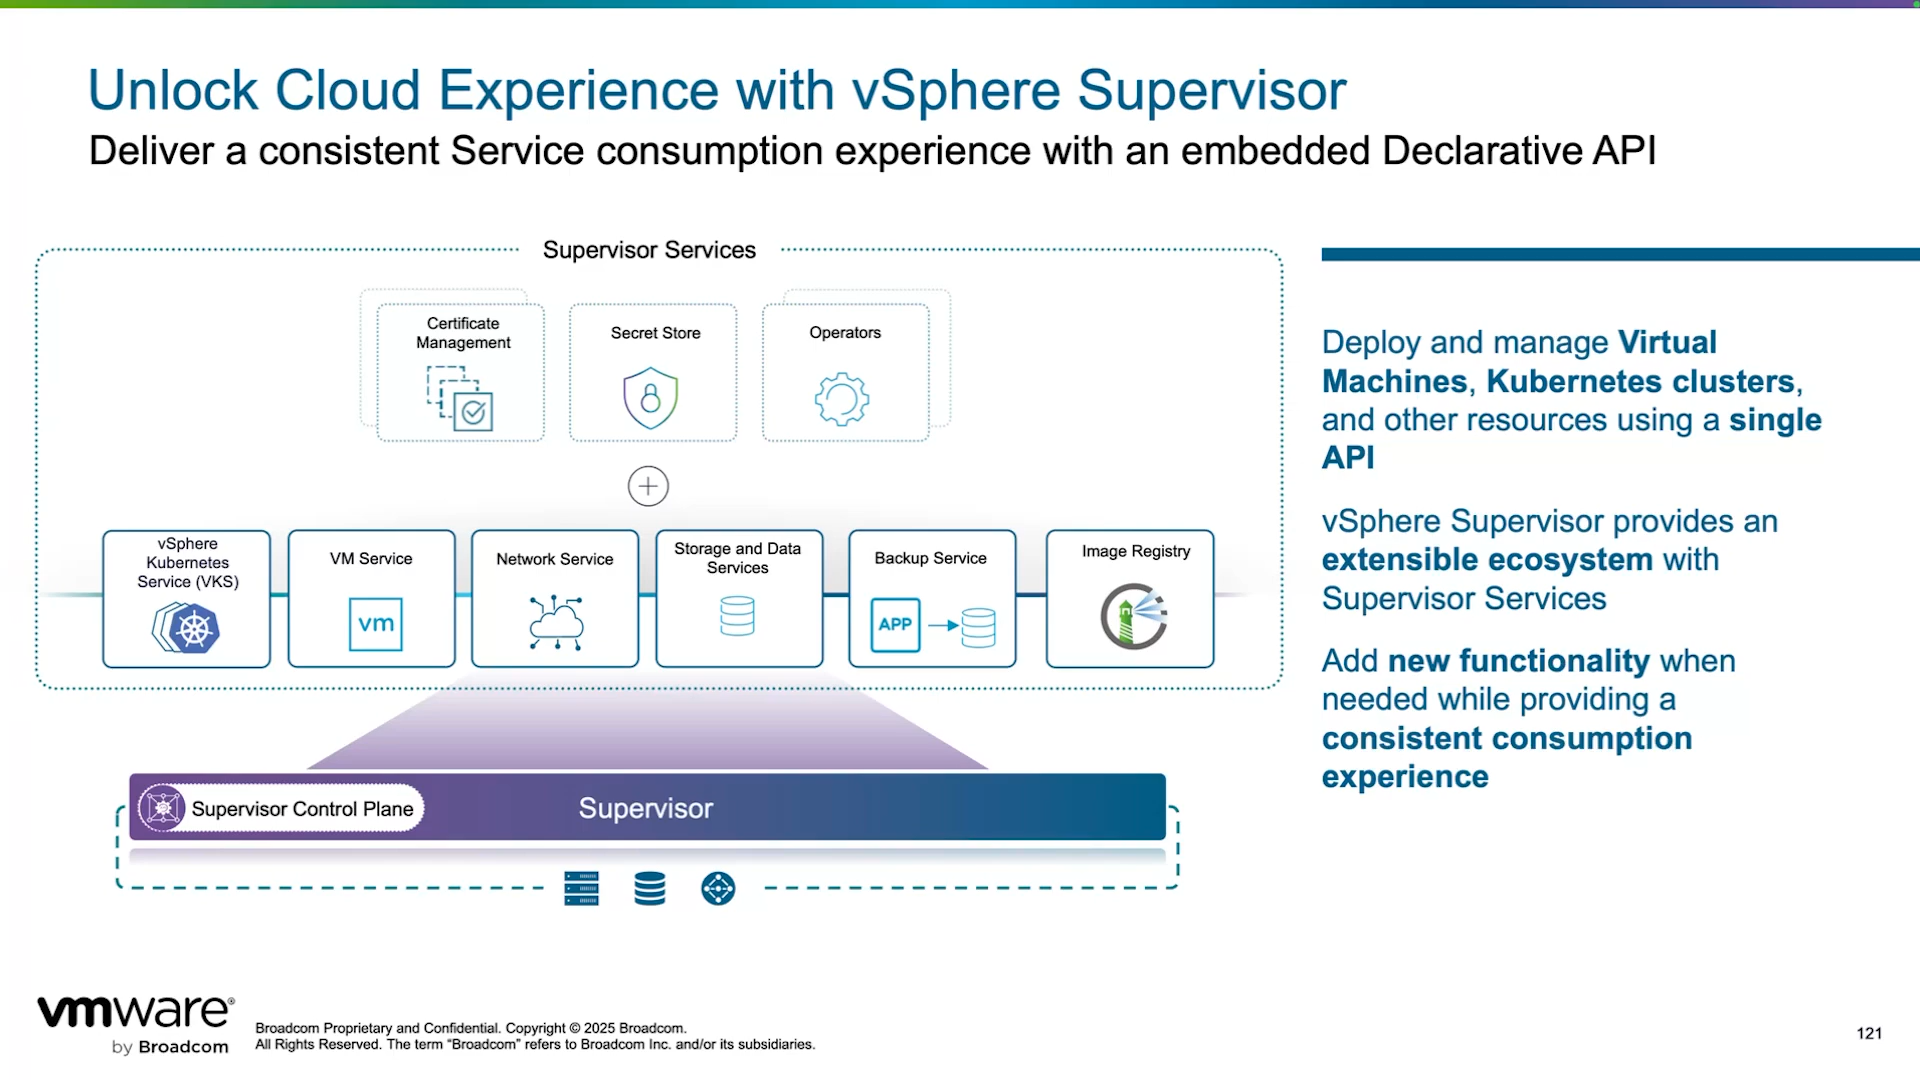 Unlock Cloud Experience with vSphere Supervisor
Deliver a consistent Service consumption experience with an embedded Declarative API
Supervisor Services
Certificate
Management
Secret Store
Operators
vSphere
Kubernetes
Service (VKS)
VM Service
vm
Network Service
Storage and Data
Services
Backup Service
APP
Image Registry
Supervisor Control Plane
Supervisor
Deploy and manage Virtual
Machines, Kubernetes clusters,
and other resources using a single
API
vSphere Supervisor provides an
extensible ecosystem with
Supervisor Services
Add new functionality when
needed while providing a
consistent consumption
experience
vmware®
by Broadcom
Broadcom Proprietary and Confidential. Copyright © 2025 Broadcom.
All Rights Reserved. The term “Broadcom” refers to Broadcom Inc. and/or its subsidiaries.
121